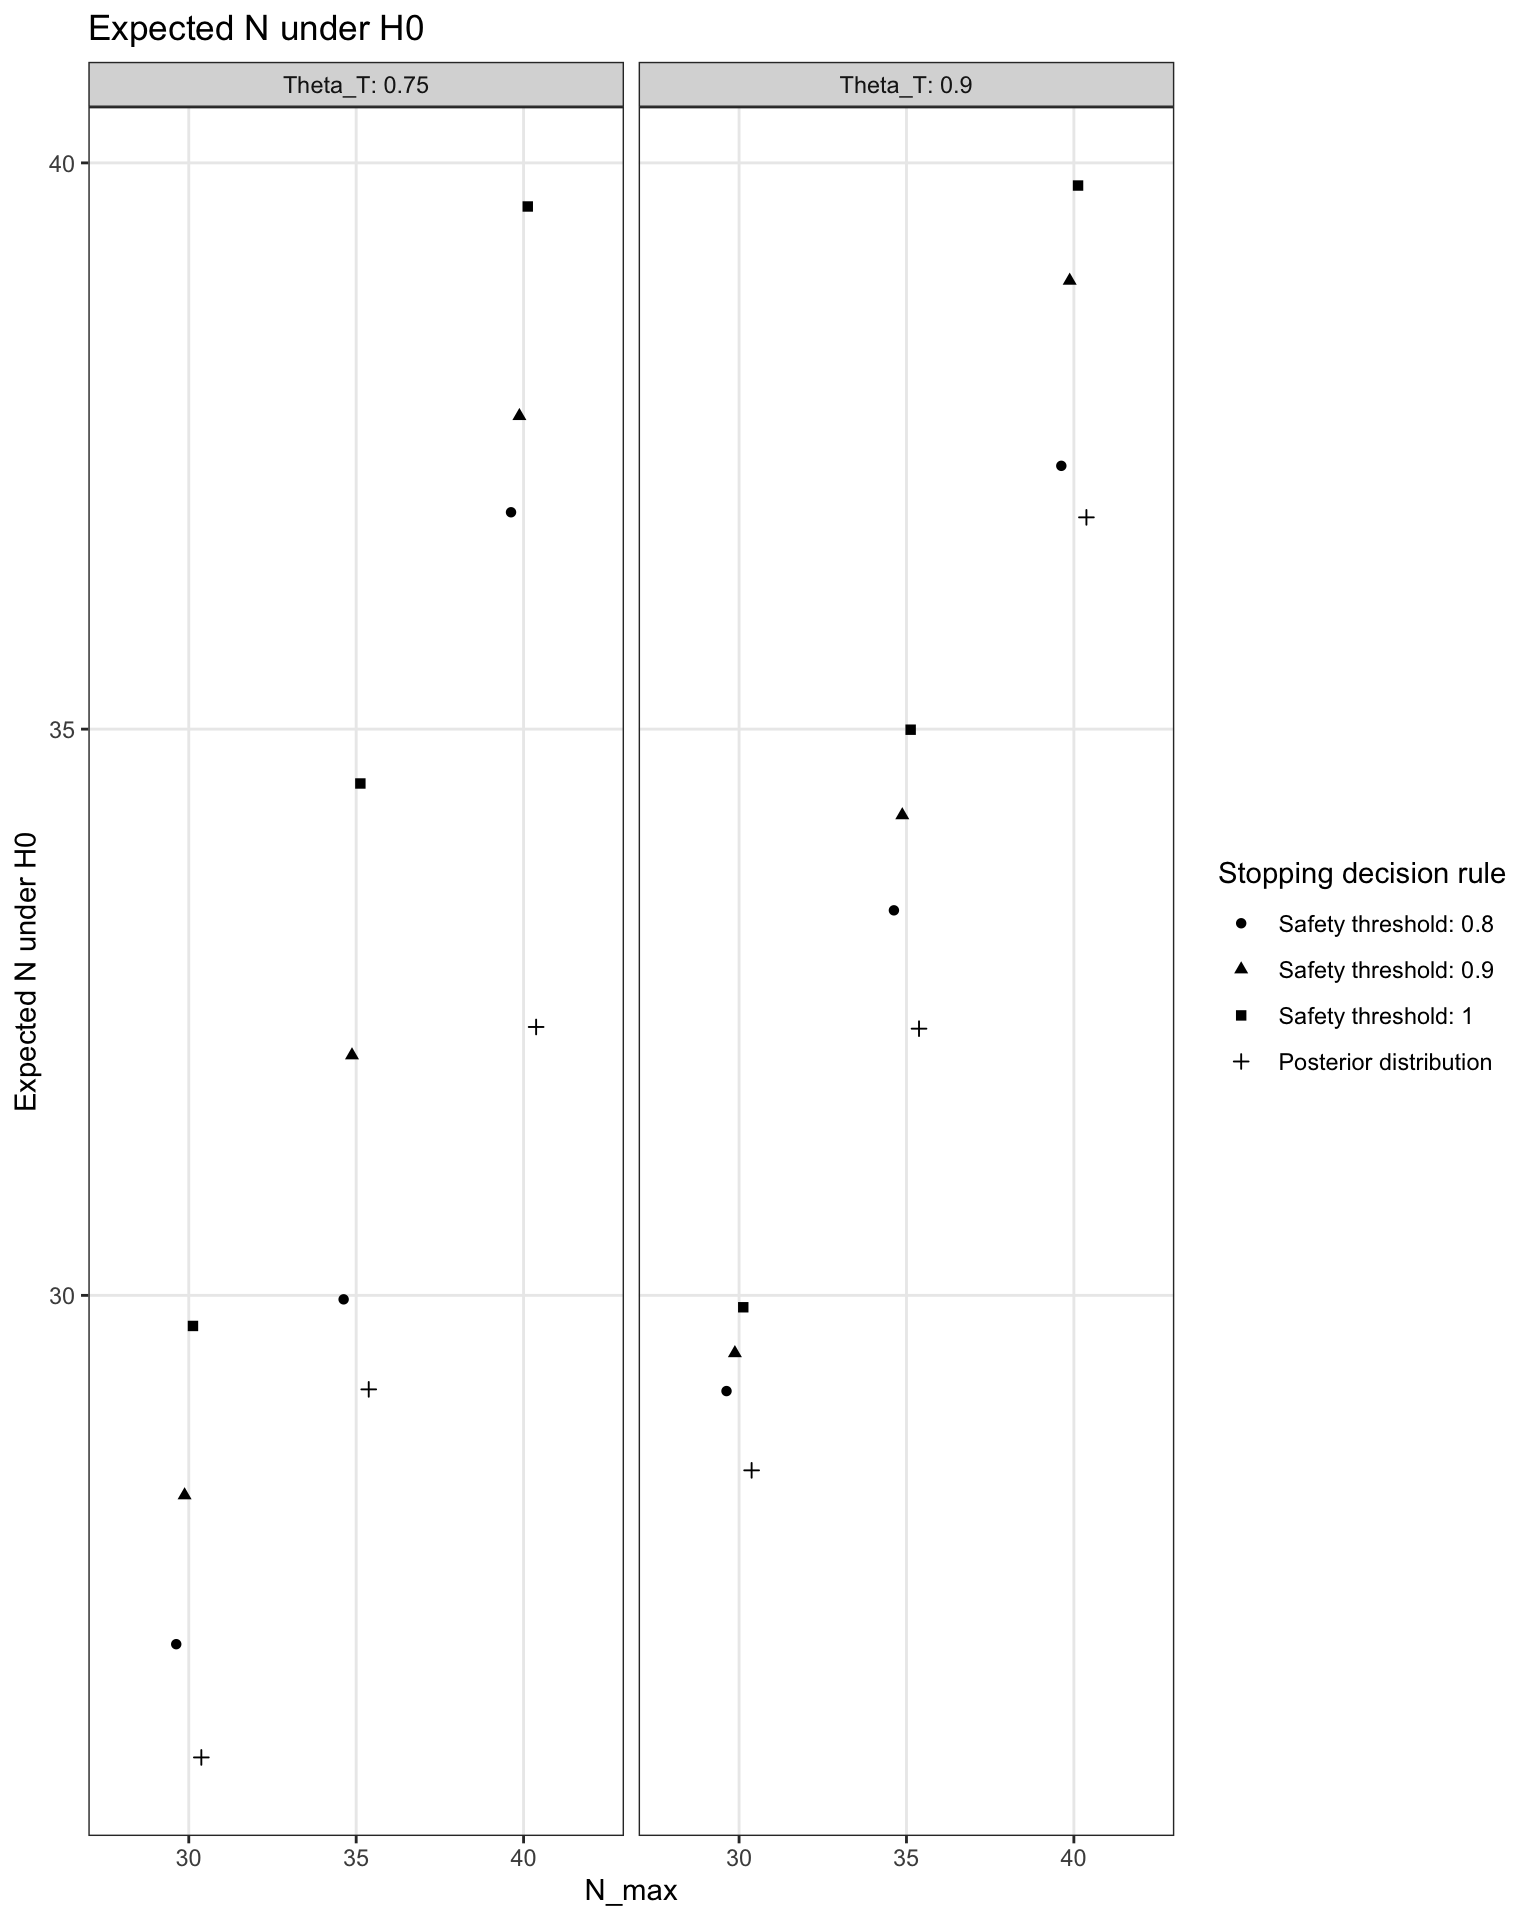 Expected N under H0
Theta_T: 0.75
Theta_T: 0.9
Expected N under H0
40
35
30
30
35
40
30
35
40
N_max
Stopping decision rule
Safety threshold: 0.8
Safety threshold: 0.9
Safety threshold: 1
Posterior distribution